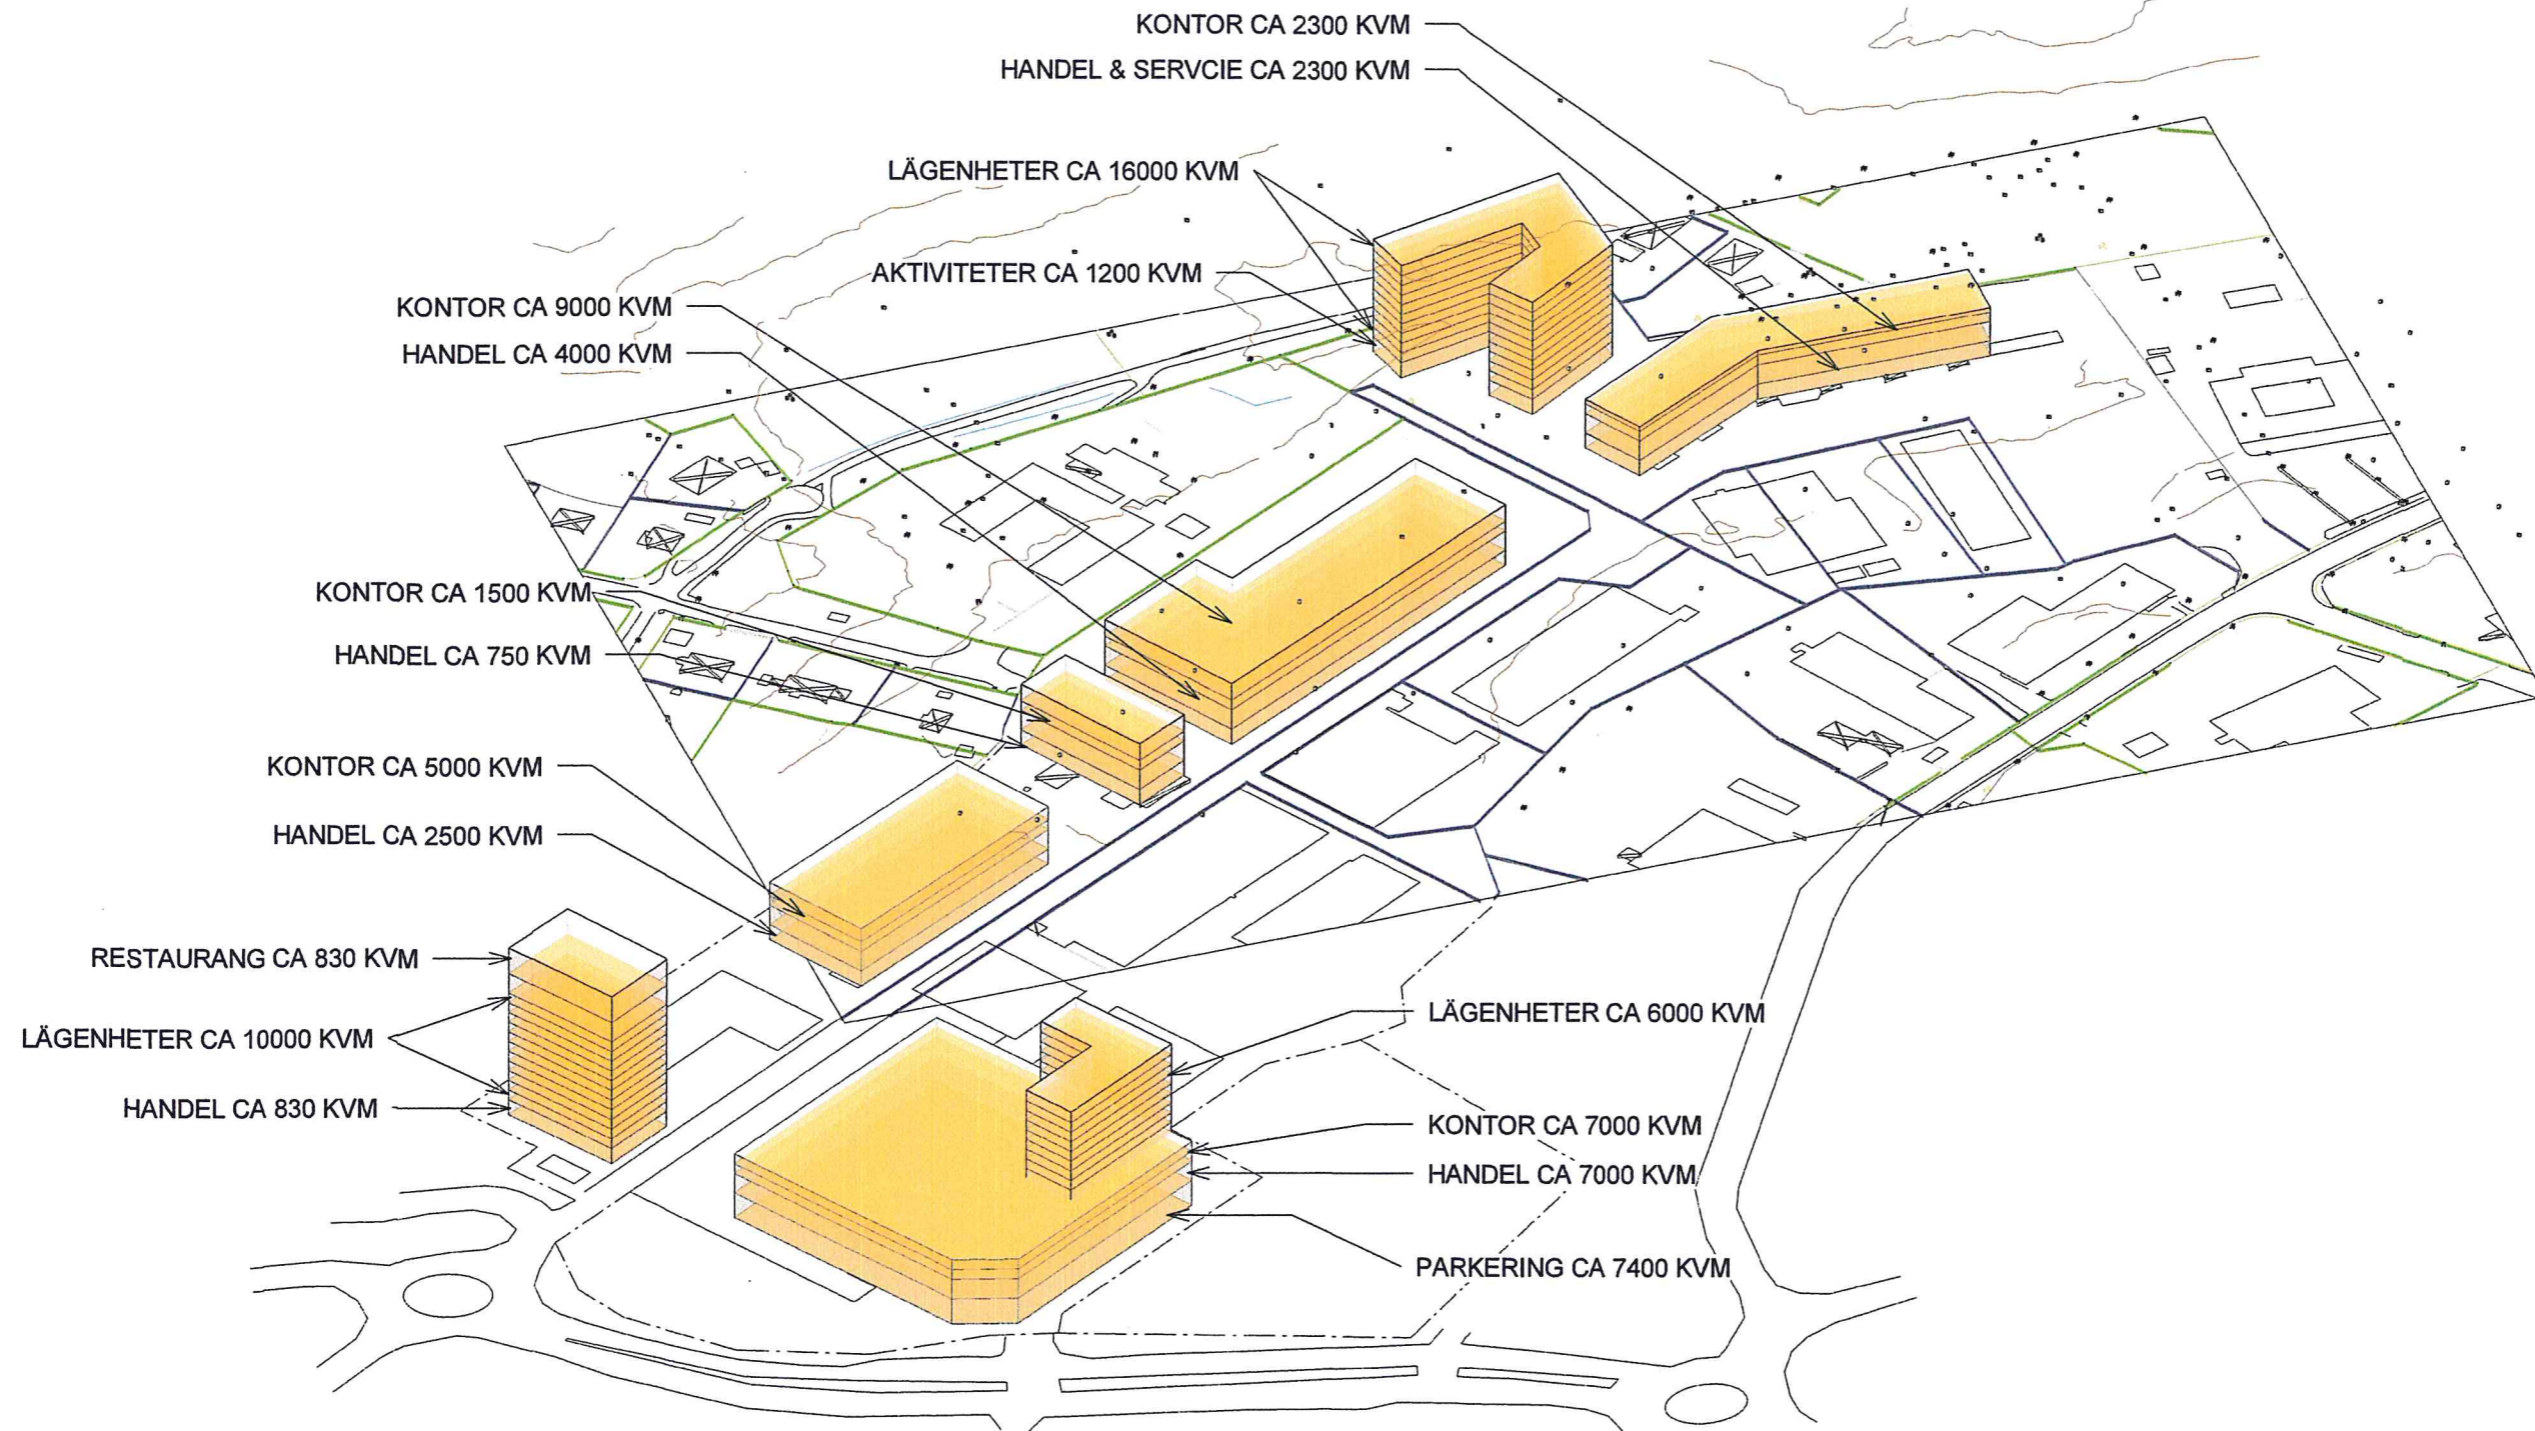 KONTOR CA 2300 KVM
HANDEL & SERVCIE CA 2300 KVM
LÄGENHETER CA 16000 KVM
AKTIVITETER CA 1200 KVM
KONTOR CA 9000 KVM
HANDEL CA 4000 KVM
KONTOR CA 1500 KVM
HANDEL CA 750 KVM
KONTOR CA 5000 KVM
HANDEL CA 2500 KVM
RESTAURANG CA 830 KVM
LÄGENHETER CA 10000 KVM
HANDEL CA 830 KVM
LÄGENHETER CA 6000 KVM
KONTOR CA 7000 KVM
HANDEL CA 7000 KVM
PARKERING CA 7400 KVM